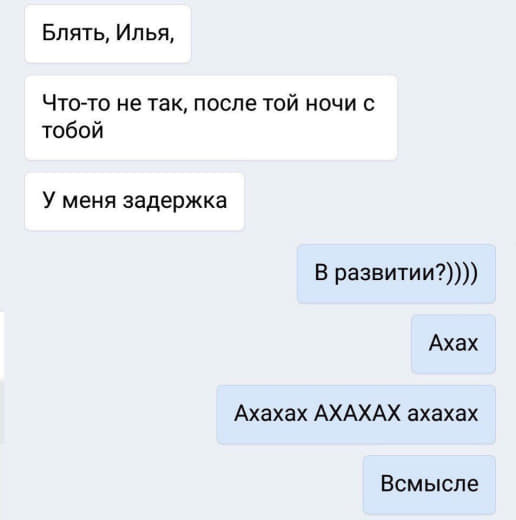 Блять, Илья,
Что-то не так, после той ночи с
тобой
У меня задержка
В развитии?))))
Ахах
Ахахах АХАХАХ ахахах
Всмысле